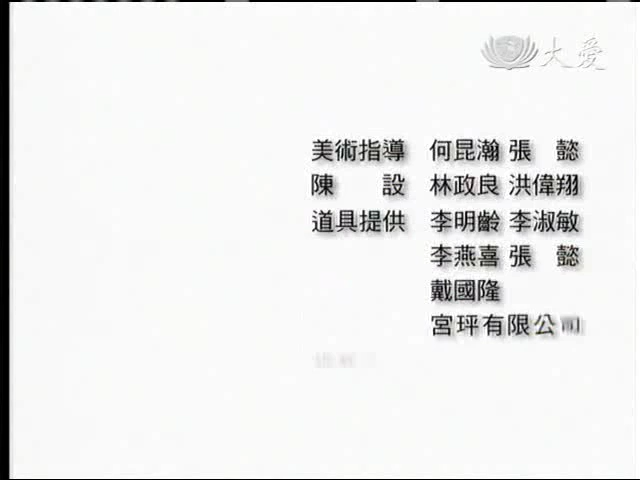 大愛
美術指導 何昆瀚 張 懿
陳 設 林政良 洪偉翔
道具提供 李明齡 李淑敏
李燕喜 張 懿
戴國隆
宮坪有限公司